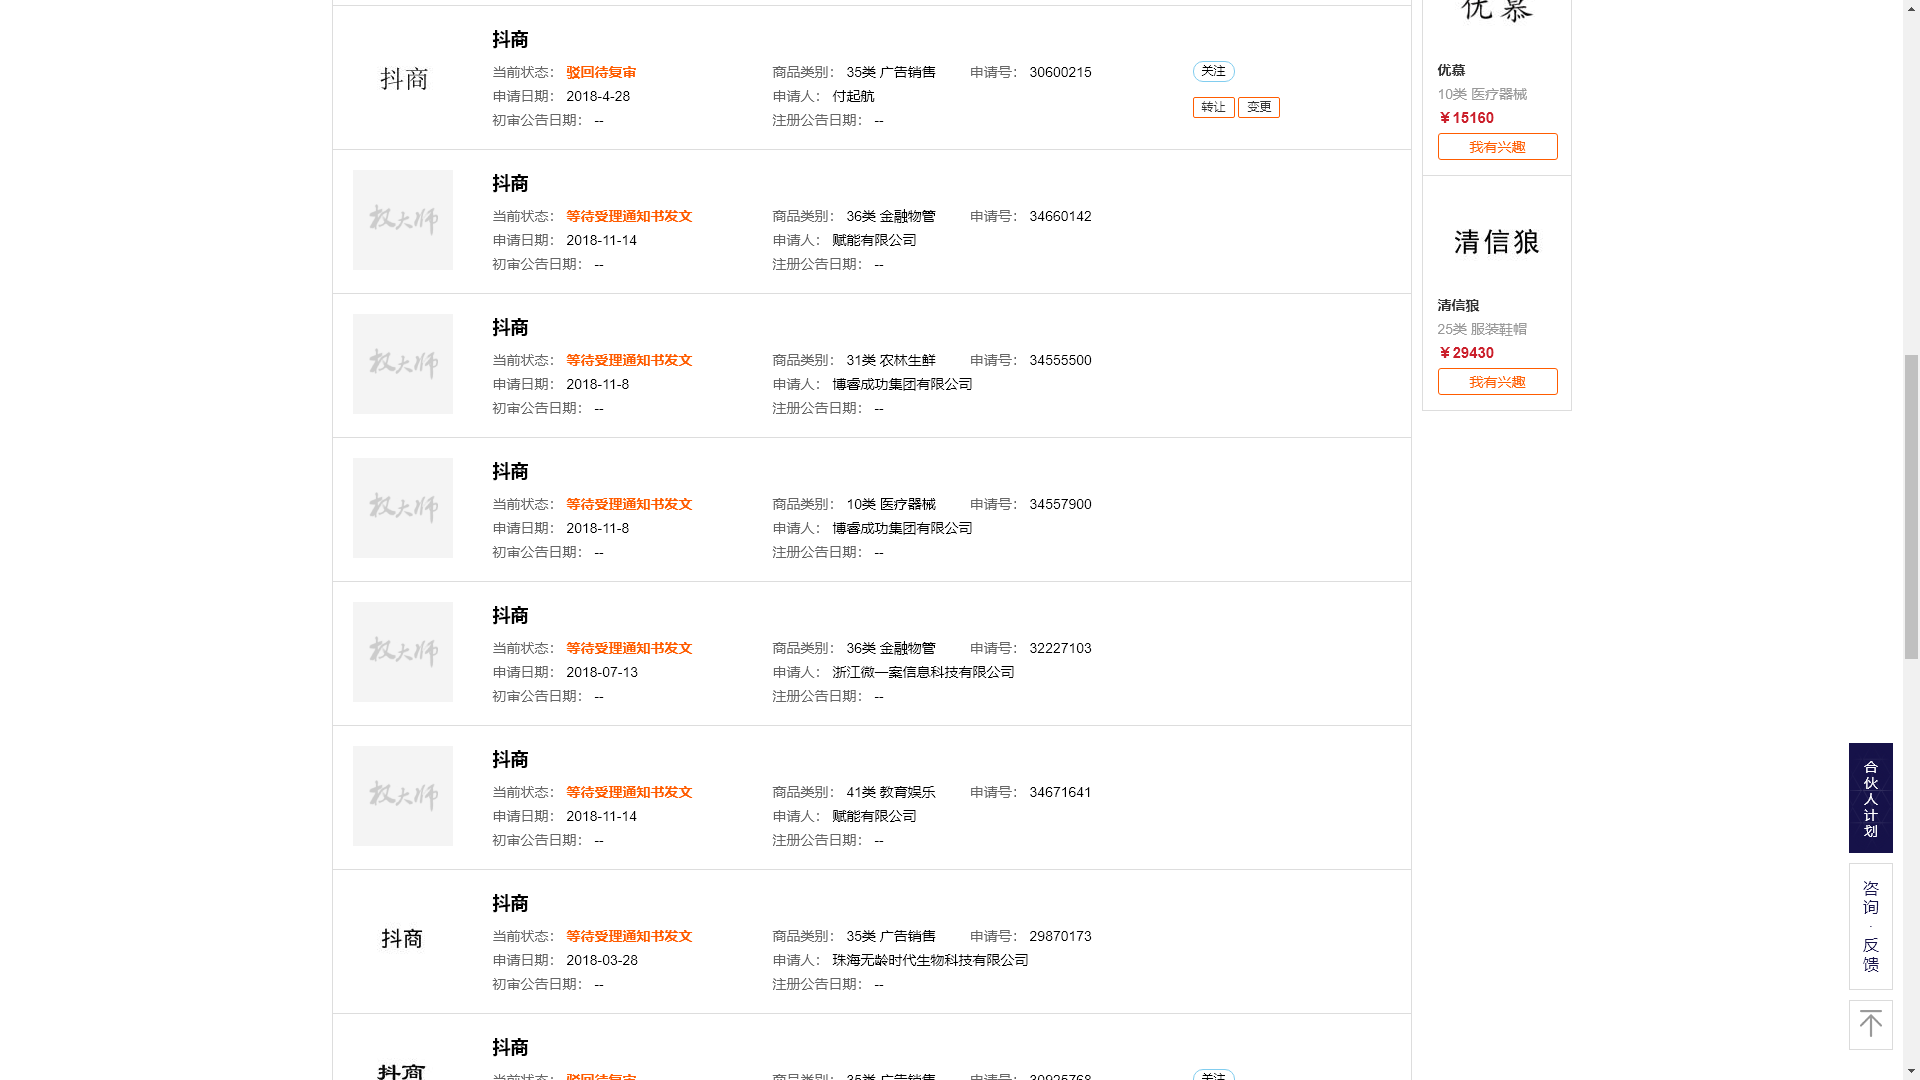 抖商
抖商
当前状态： 驳回待复审 商品类别： 35类 广告销售 申请号： 30600215 关注
申请日期： 2018-4-28 申请人： 付起航 转让 变更
初审公告日期： -- 注册公告日期： --
权大师
抖商
当前状态： 等待受理通知书发文 商品类别： 36类 金融物管 申请号： 34660142
申请日期： 2018-11-14 申请人： 赋能有限公司
初审公告日期： -- 注册公告日期： --
权大师
抖商
当前状态： 等待受理通知书发文 商品类别： 31类 农林生鲜 申请号： 34555500
申请日期： 2018-11-8 申请人： 博睿成功集团有限公司
初审公告日期： -- 注册公告日期： --
权大师
抖商
当前状态： 等待受理通知书发文 商品类别： 10类 医疗器械 申请号： 34557900
申请日期： 2018-11-8 申请人： 博睿成功集团有限公司
初审公告日期： -- 注册公告日期： --
权大师
抖商
当前状态： 等待受理通知书发文 商品类别： 36类 金融物管 申请号： 32227103
申请日期： 2018-07-13 申请人： 浙江微一案信息科技有限公司
初审公告日期： -- 注册公告日期： --
权大师
抖商
当前状态： 等待受理通知书发文 商品类别： 41类 教育娱乐 申请号： 34671641
申请日期： 2018-11-14 申请人： 赋能有限公司
初审公告日期： -- 注册公告日期： --
抖商
抖商
当前状态： 等待受理通知书发文 商品类别： 35类 广告销售 申请号： 29870173
申请日期： 2018-03-28 申请人： 珠海无龄时代生物科技有限公司
初审公告日期： -- 注册公告日期： --
抖商
抖商
当前状态： 驳回待复审 商品类别： 35类 广告销售 申请号： 30925768 关注
优慕
优慕
10类 医疗器械
￥15160
我有兴趣
清信狼
清信狼
25类 服装鞋帽
￥29430
我有兴趣
合伙人计划
咨询·反馈